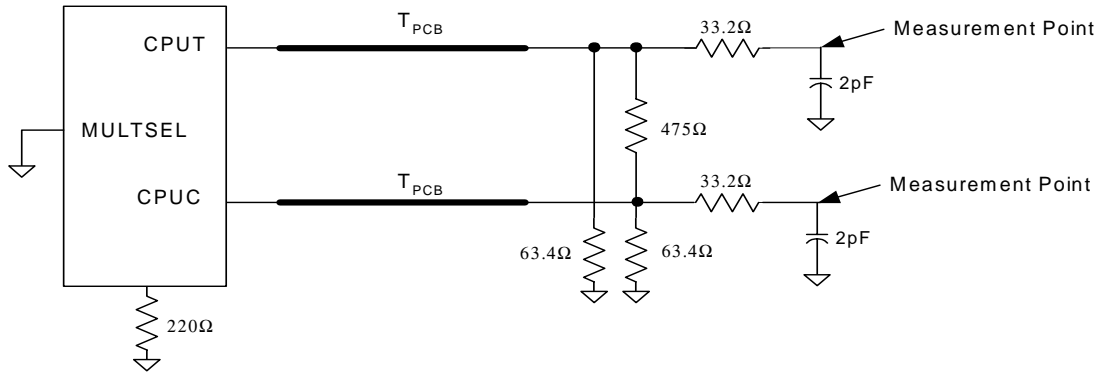 CPUT
T PCB
33.2Ω
Measurement Point
2pF
MULTSEL
475Ω
CPUC
T PCB
33.2Ω
Measurement Point
2pF
63.4Ω
63.4Ω
220Ω